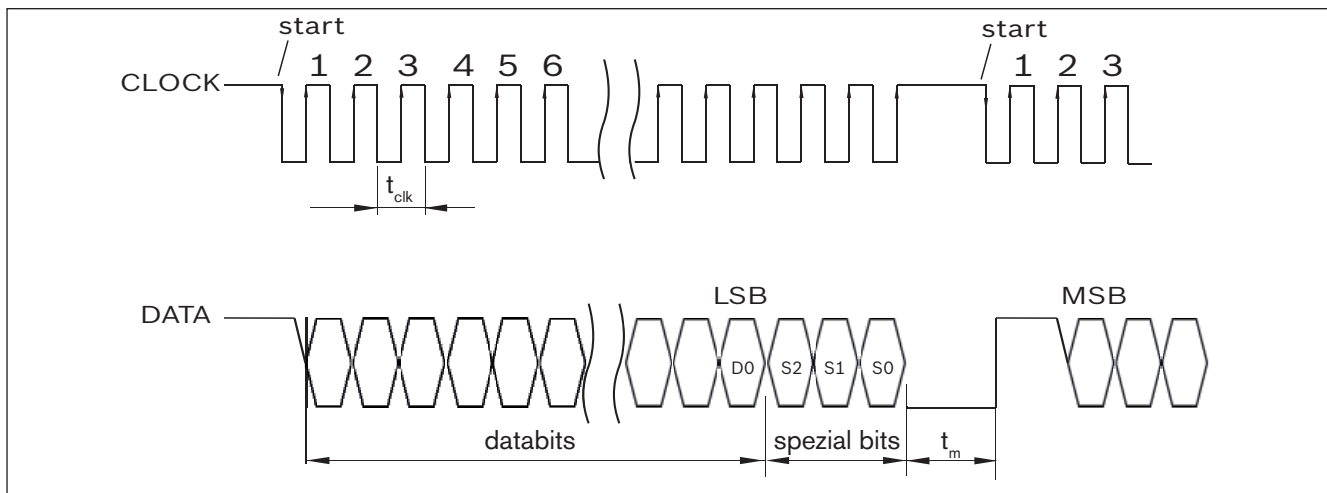 start start
1 2 3 4 5 6 1 2 3
CLOCK
t_clk
LSB MSB
DATA
D0 S2 S1 S0
databits spezial bits t_m